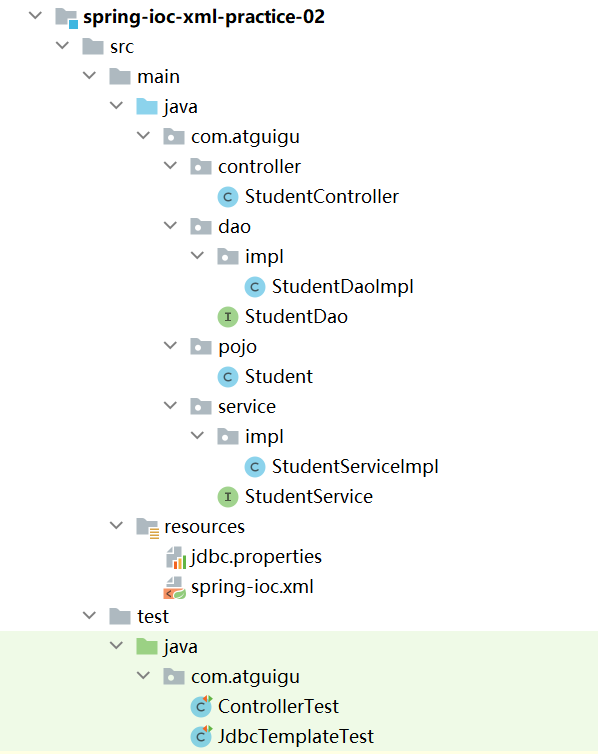 spring-ioc-xml-practice-02
src
main
java
com.atguigu
controller
C StudentController
dao
impl
C StudentDaoImpl
I StudentDao
pojo
C Student
service
impl
C StudentServiceImpl
I StudentService
resources
jdbc.properties
spring-ioc.xml
test
java
com.atguigu
C ControllerTest
C JdbcTemplateTest